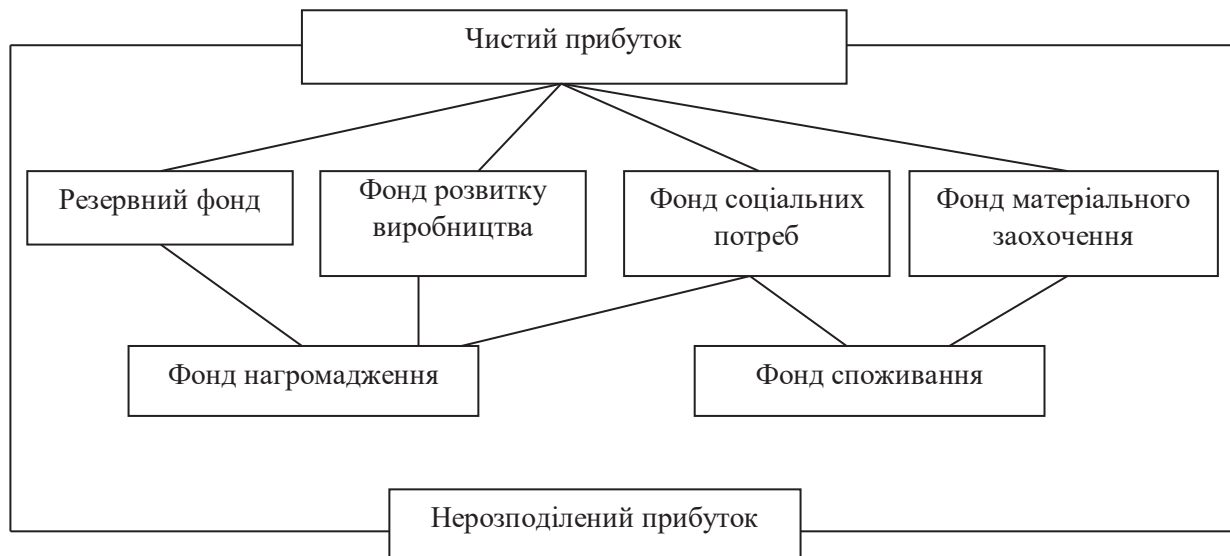 Чистий прибуток
Резервний фонд
Фонд розвитку
виробництва
Фонд соціальних
потреб
Фонд матеріального
заохочення
Фонд нагромадження
Фонд споживання
Нерозподілений прибуток